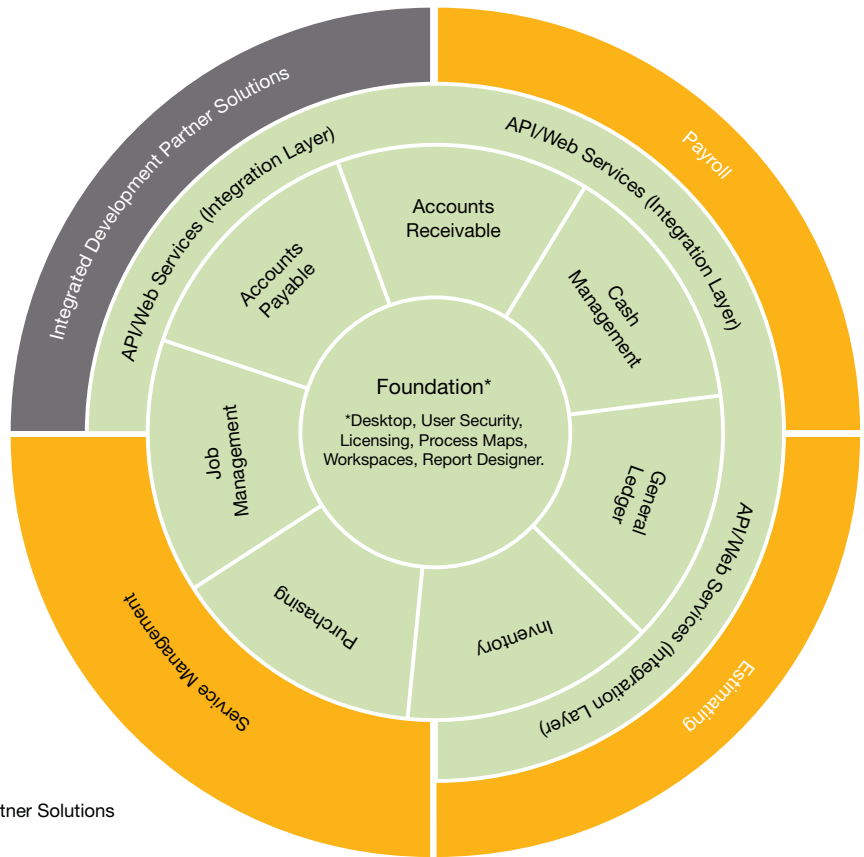 Integrated Development Partner Solutions
API/Web Services (Integration Layer)
API/Web Services (Integration Layer)
Payroll
Accounts
Receivable
Accounts
Payable
Cash
Management
Foundation*
*Desktop, User Security,
Licensing, Process Maps,
Workspaces, Report Designer.
Job
Management
General
Ledger
API/Web Services (Integration Layer)
Purchasing
Inventory
Service Management
Estimating
tner Solutions